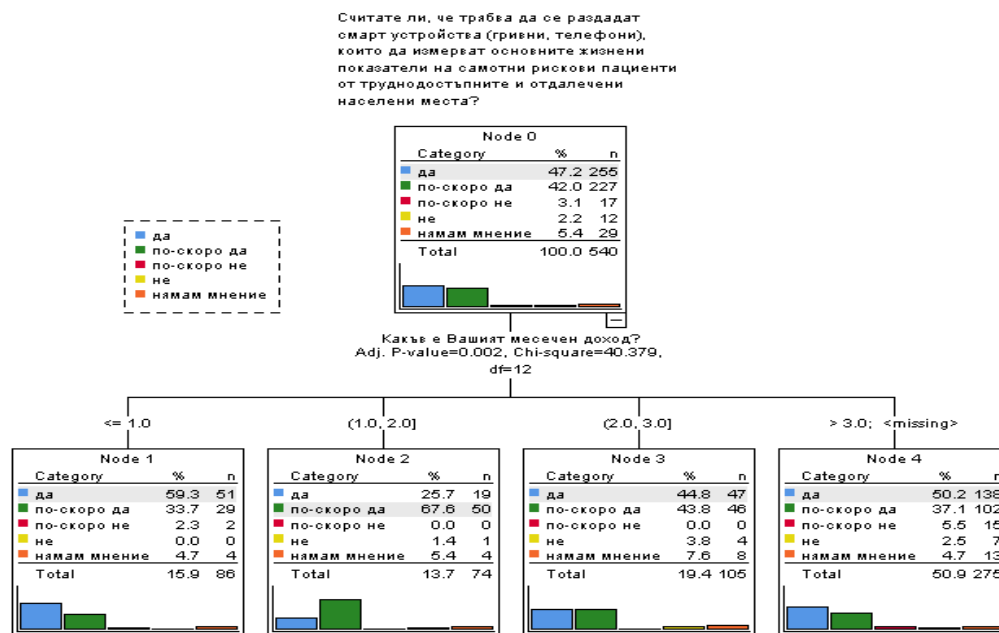 Считате ли, че трябва да се раздадат
смарт устройства (гривни, телефони),
които да измерват основните жизнени
показатели на самотни рискови пациенти
от труднодостъпните и отдалечени
населени места?
Node 0
Category % n
да 47.2 255
по-скоро да 42.0 227
по-скоро не 3.1 17
не 2.2 12
нямам мнение 5.4 29
Total 100.0 540
да
по-скоро да
по-скоро не
не
нямам мнение
Какъв е Вашият месечен доход?
Adj. P-value=0.002, Chi-square=40.379,
df=12
<= 1.0
(1.0, 2.0]
(2.0, 3.0]
> 3.0; <missing>
Node 1
Category % n
да 59.3 51
по-скоро да 33.7 29
по-скоро не 2.3 2
не 0.0 0
нямам мнение 4.7 4
Total 15.9 86
Node 2
Category % n
да 25.7 19
по-скоро да 67.6 50
по-скоро не 0.0 0
не 1.4 1
нямам мнение 5.4 4
Total 13.7 74
Node 3
Category % n
да 44.8 47
по-скоро да 43.8 46
по-скоро не 0.0 0
не 3.8 4
нямам мнение 7.6 8
Total 19.4 105
Node 4
Category % n
да 50.2 138
по-скоро да 37.1 102
по-скоро не 5.5 15
не 2.5 7
нямам мнение 4.7 13
Total 50.9 275